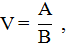 V = A/B ,